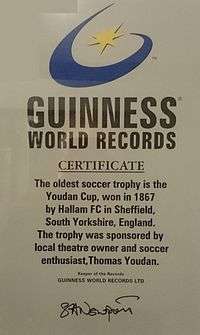 GUINNESS
WORLD RECORDS
CERTIFICATE
The oldest soccer trophy is the
Youdan Cup, won in 1867
by Hallam FC in Sheffield,
South Yorkshire, England.
The trophy was sponsored by
local theatre owner and soccer
enthusiast,Thomas Youdan.
Keeper of the Records
GUINNESS WORLD RECORDS LTD